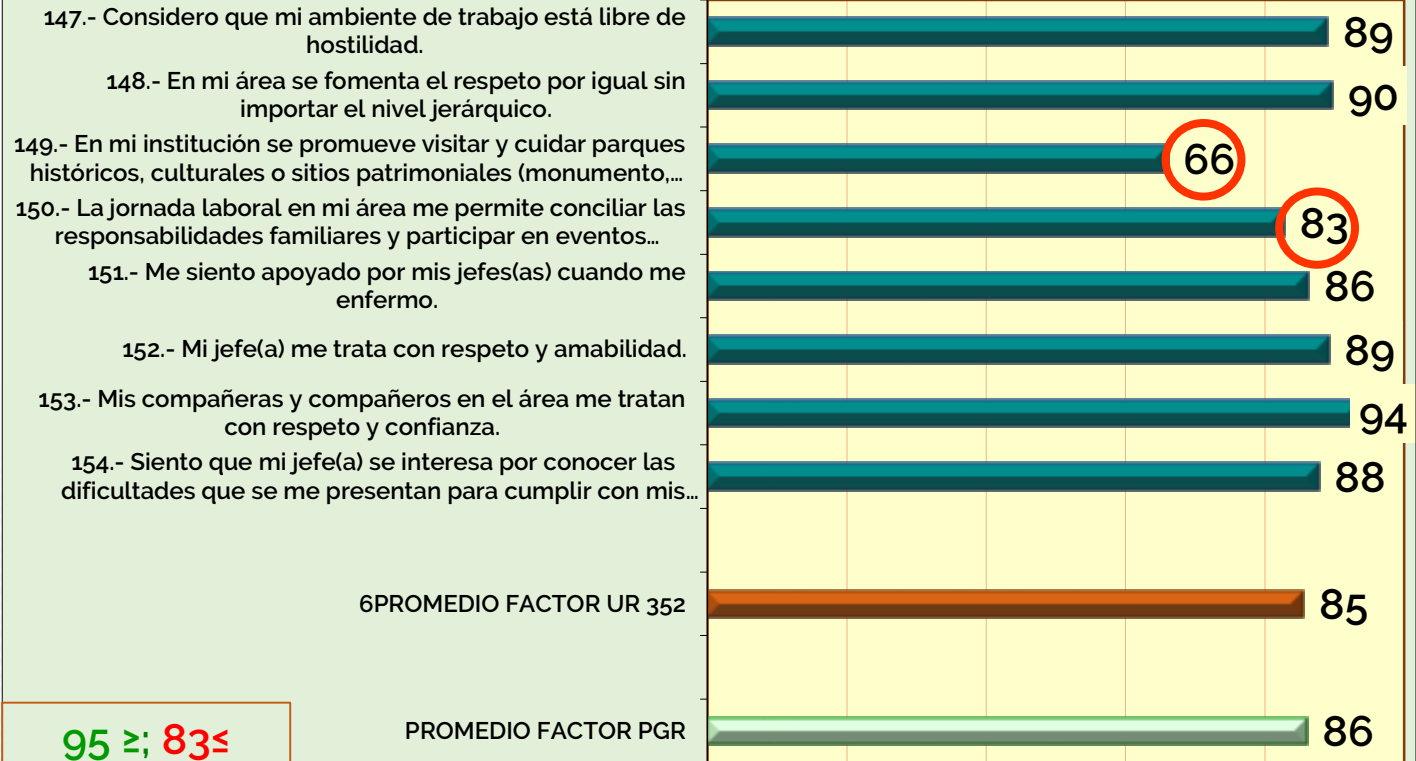 147.- Considero que mi ambiente de trabajo está libre de
hostilidad.
89
148.- En mi área se fomenta el respeto por igual sin
importar el nivel jerárquico.
90
149.- En mi institución se promueve visitar y cuidar parques
históricos, culturales o sitios patrimoniales (monumento,...
66
150.- La jornada laboral en mi área me permite conciliar las
responsabilidades familiares y participar en eventos...
83
151.- Me siento apoyado por mis jefes(as) cuando me
enfermo.
86
152.- Mi jefe(a) me trata con respeto y amabilidad.
89
153.- Mis compañeras y compañeros en el área me tratan
con respeto y confianza.
94
154.- Siento que mi jefe(a) se interesa por conocer las
dificultades que se me presentan para cumplir con mis...
88
6PROMEDIO FACTOR UR 352
85
PROMEDIO FACTOR PGR
86
95 ≥; 83≤